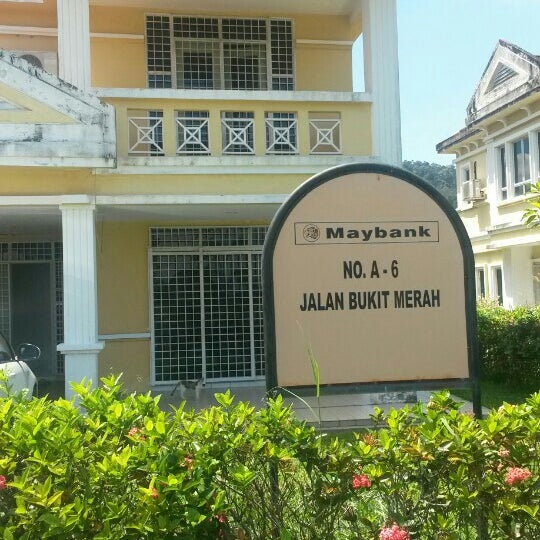 Maybank
NO. A - 6
JALAN BUKIT MERAH